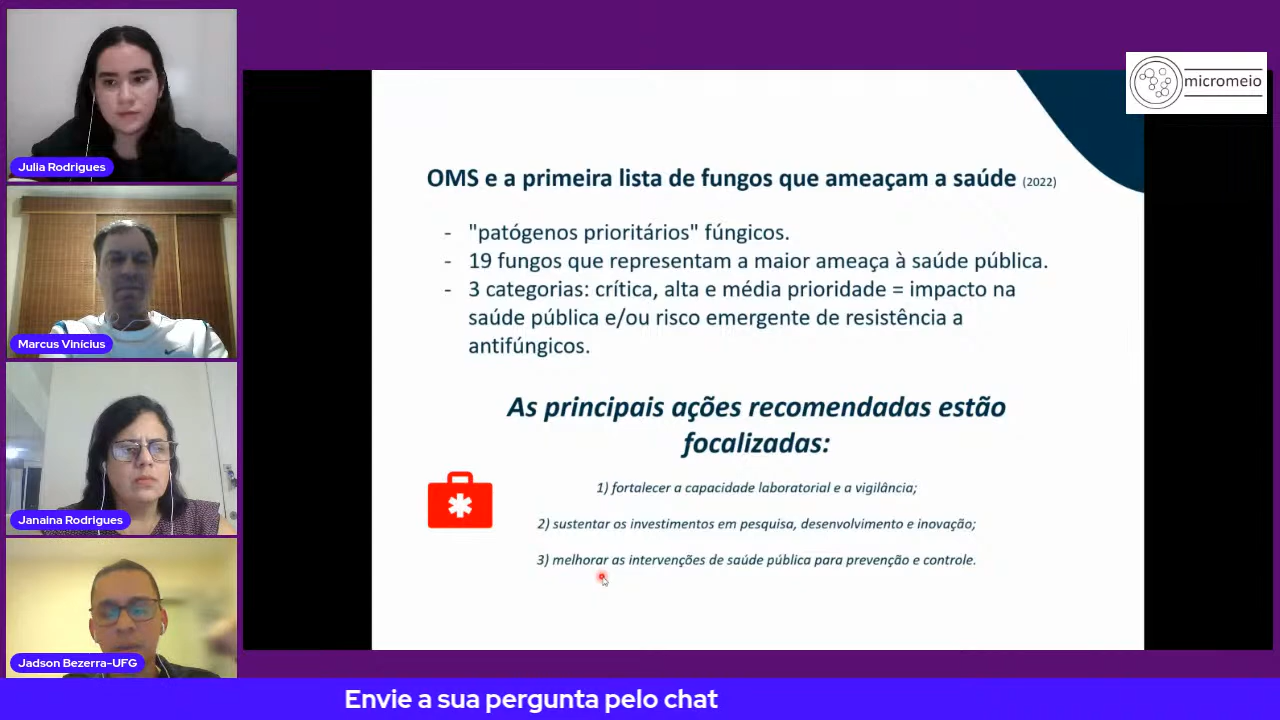 Julia Rodrigues
Marcus Vinícius
Janaina Rodrigues
Jadson Bezerra-UFG
micromeio
OMS e a primeira lista de fungos que ameaçam a saúde (2022)
- "patógenos prioritários" fúngicos.
- 19 fungos que representam a maior ameaça à saúde pública.
- 3 categorias: crítica, alta e média prioridade = impacto na
saúde pública e/ou risco emergente de resistência a
antifúngicos.
As principais ações recomendadas estão
focalizadas:
1) fortalecer a capacidade laboratorial e a vigilância;
2) sustentar os investimentos em pesquisa, desenvolvimento e inovação;
3) melhorar as intervenções de saúde pública para prevenção e controle.
Envie a sua pergunta pelo chat